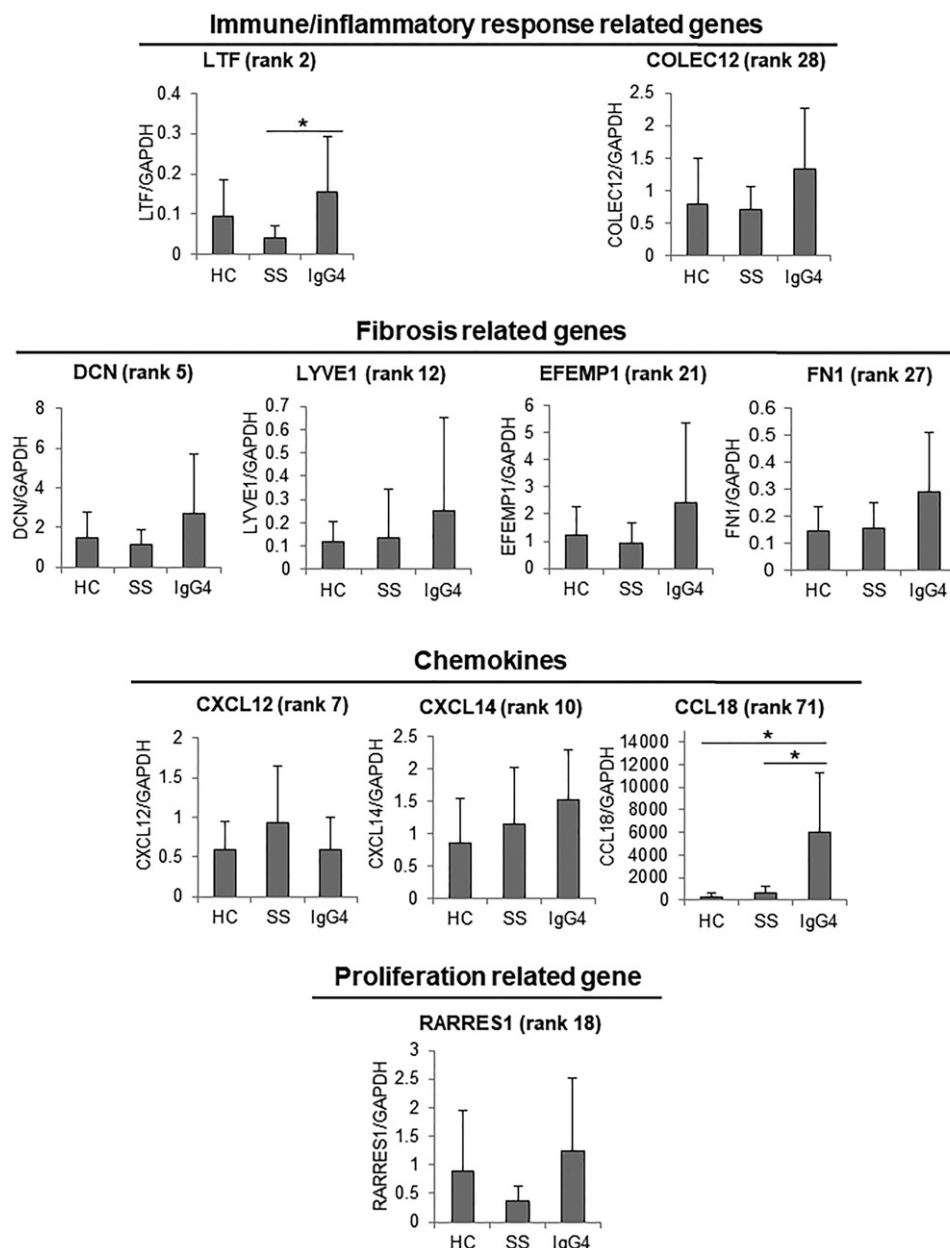 Immune/inflammatory response related genes
LTF (rank 2)
COLEC12 (rank 28)
LTF/GAPDH
0.4
0.3
0.2
0.1
0
*
HC SS IgG4
COLEC12/GAPDH
2.5
2
1.5
1
0.5
0
HC SS IgG4
Fibrosis related genes
DCN (rank 5)
LYVE1 (rank 12)
EFEMP1 (rank 21)
FN1 (rank 27)
DCN/GAPDH
8
6
4
2
0
HC SS IgG4
LYVE1/GAPDH
0.7
0.6
0.5
0.4
0.3
0.2
0.1
0
HC SS IgG4
EFEMP1/GAPDH
6
5
4
3
2
1
0
HC SS IgG4
FN1/GAPDH
0.6
0.5
0.4
0.3
0.2
0.1
0
HC SS IgG4
Chemokines
CXCL12 (rank 7)
CXCL14 (rank 10)
CCL18 (rank 71)
CXCL12/GAPDH
2
1.5
1
0.5
0
HC SS IgG4
CXCL14/GAPDH
2.5
2
1.5
1
0.5
0
HC SS IgG4
CCL18/GAPDH
14000
12000
10000
8000
6000
4000
2000
0
*
*
HC SS IgG4
Proliferation related gene
RARRES1 (rank 18)
RARRES1/GAPDH
3
2.5
2
1.5
1
0.5
0
HC SS IgG4